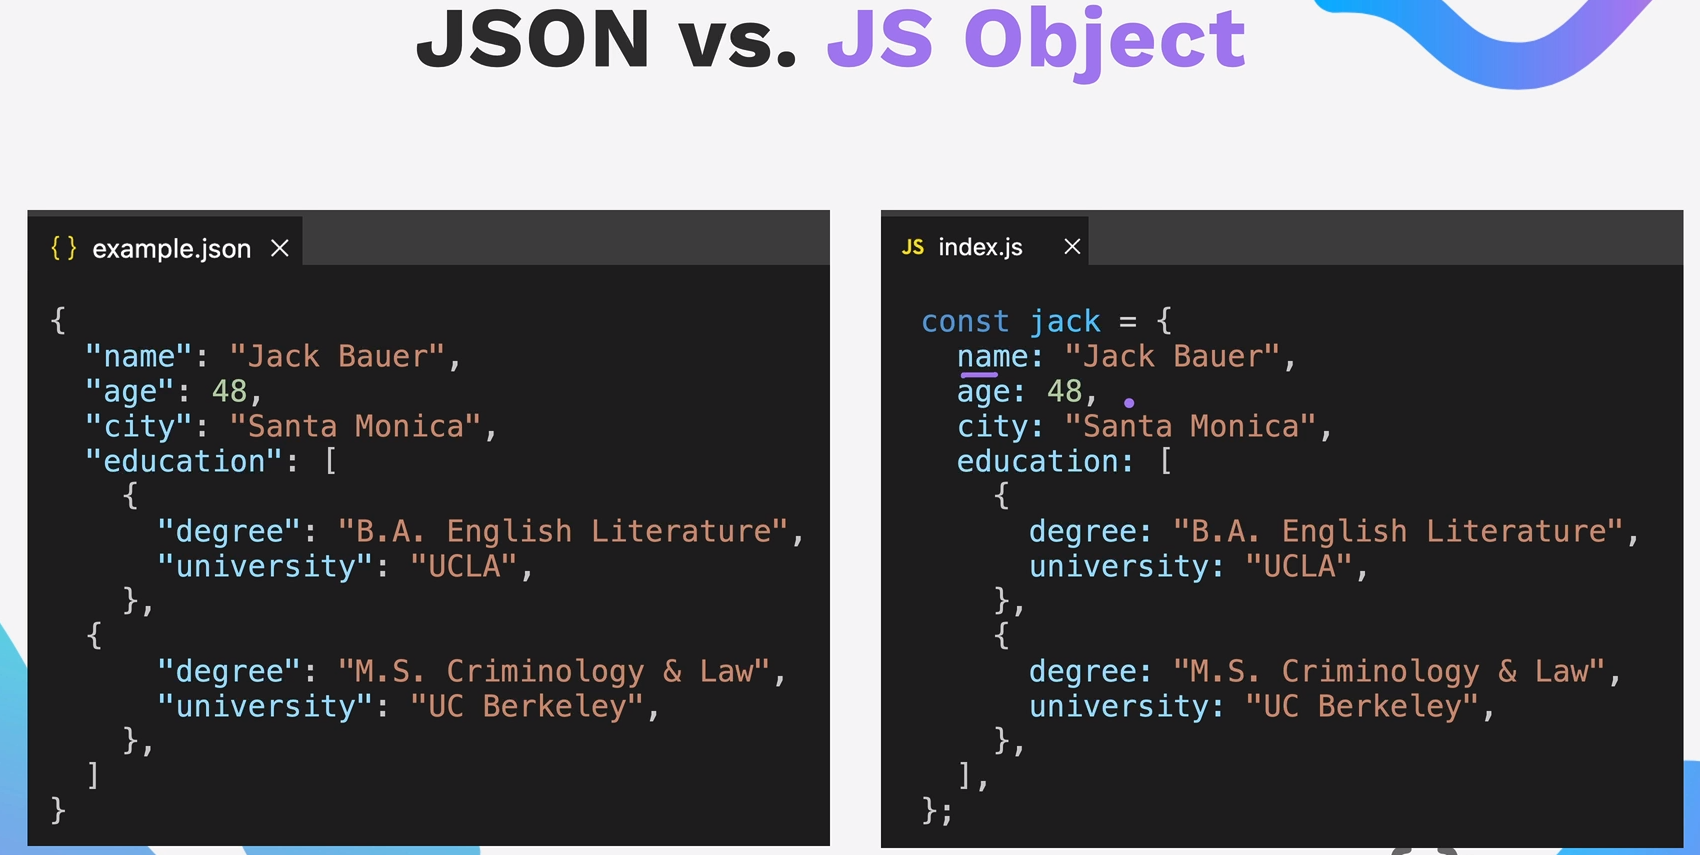 JSON vs. JS Object
{ } example.json ×
{
"name": "Jack Bauer",
"age": 48,
"city": "Santa Monica",
"education": [
{
"degree": "B.A. English Literature",
"university": "UCLA",
},
{
"degree": "M.S. Criminology & Law",
"university": "UC Berkeley",
},
]
}
JS index.js ×
const jack = {
name: "Jack Bauer",
age: 48,
city: "Santa Monica",
education: [
{
degree: "B.A. English Literature",
university: "UCLA",
},
{
degree: "M.S. Criminology & Law",
university: "UC Berkeley",
},
],
};